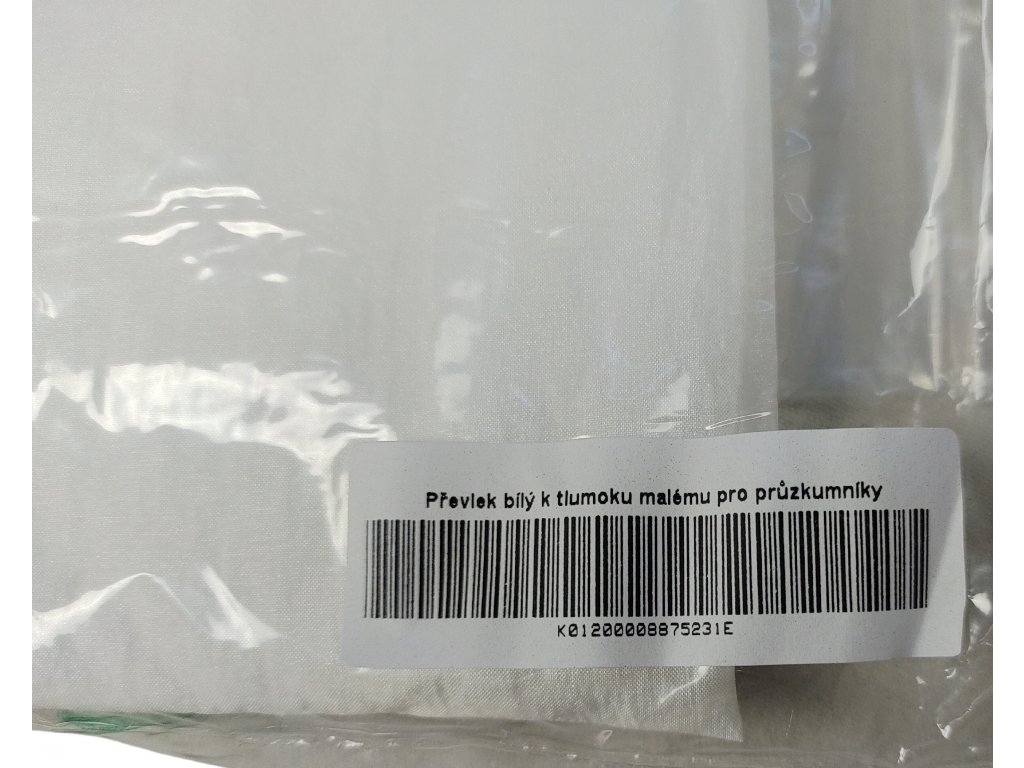 Převlek bílý k tlumoku malému pro průzkumníky
K01200008875231E